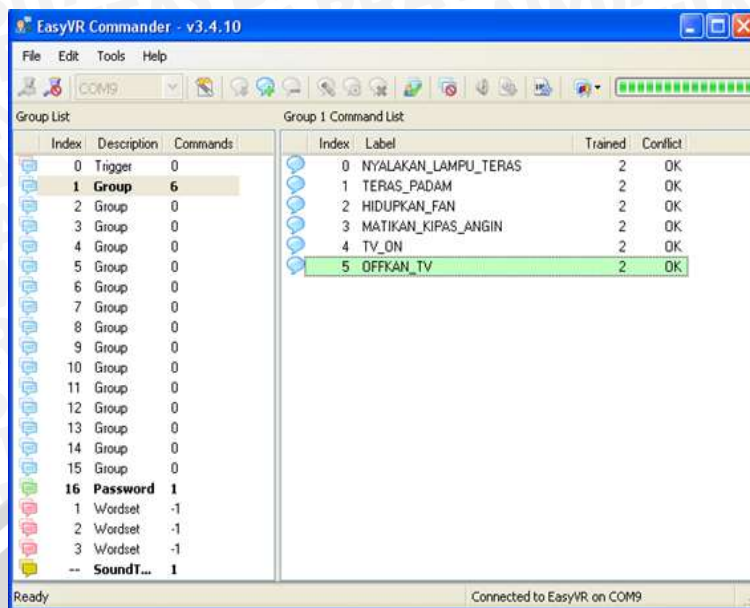 EasyVR Commander - v3.4.10
File Edit Tools Help
COM9
Group List
Index Description Commands
0 Trigger 0
1 Group 6
2 Group 0
3 Group 0
4 Group 0
5 Group 0
6 Group 0
7 Group 0
8 Group 0
9 Group 0
10 Group 0
11 Group 0
12 Group 0
13 Group 0
14 Group 0
15 Group 0
16 Password 1
1 Wordset -1
2 Wordset -1
3 Wordset -1
-- SoundT... 1
Group 1 Command List
Index Label Trained Conflict
0 NYALAKAN_LAMPU_TERAS 2 OK
1 TERAS_PADAM 2 OK
2 HIDUPKAN_FAN 2 OK
3 MATIKAN_KIPAS_ANGIN 2 OK
4 TV_ON 2 OK
5 OFFKAN_TV 2 OK
Ready Connected to EasyVR on COM9